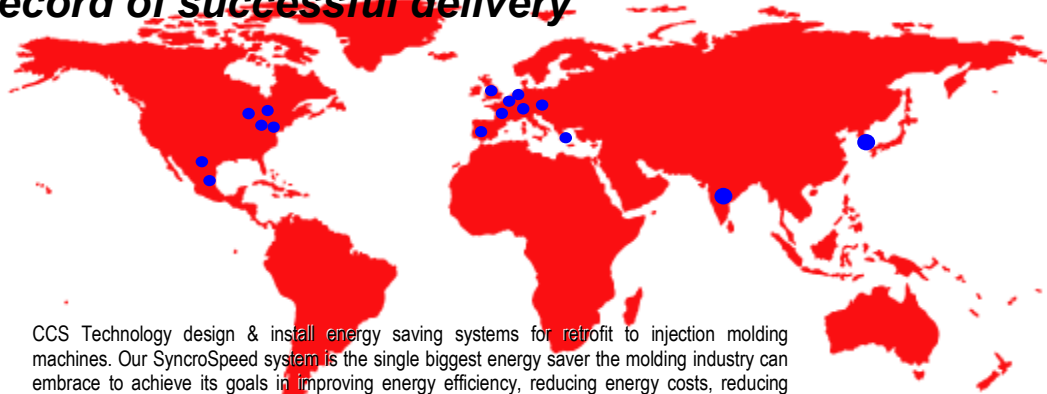 ecord of successful delivery
CCS Technology design & install energy saving systems for retrofit to injection molding
machines. Our SyncroSpeed system is the single biggest energy saver the molding industry can
embrace to achieve its goals in improving energy efficiency, reducing energy costs, reducing